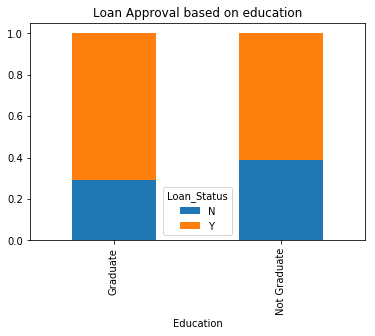 Loan Approval based on education
1.0
0.8
0.6
0.4
0.2
0.0
Loan_Status
N
Y
Graduate
Not Graduate
Education